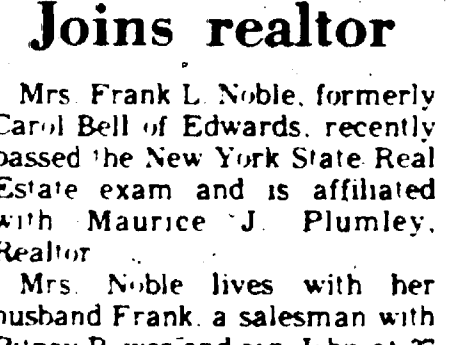 Joins realtor
Mrs. Frank L. Noble, formerly
Carol Bell of Edwards, recently
passed the New York State Real
Estate exam and is affiliated
with Maurice J. Plumley,
Realtor
Mrs. Noble lives with her
husband Frank, a salesman with